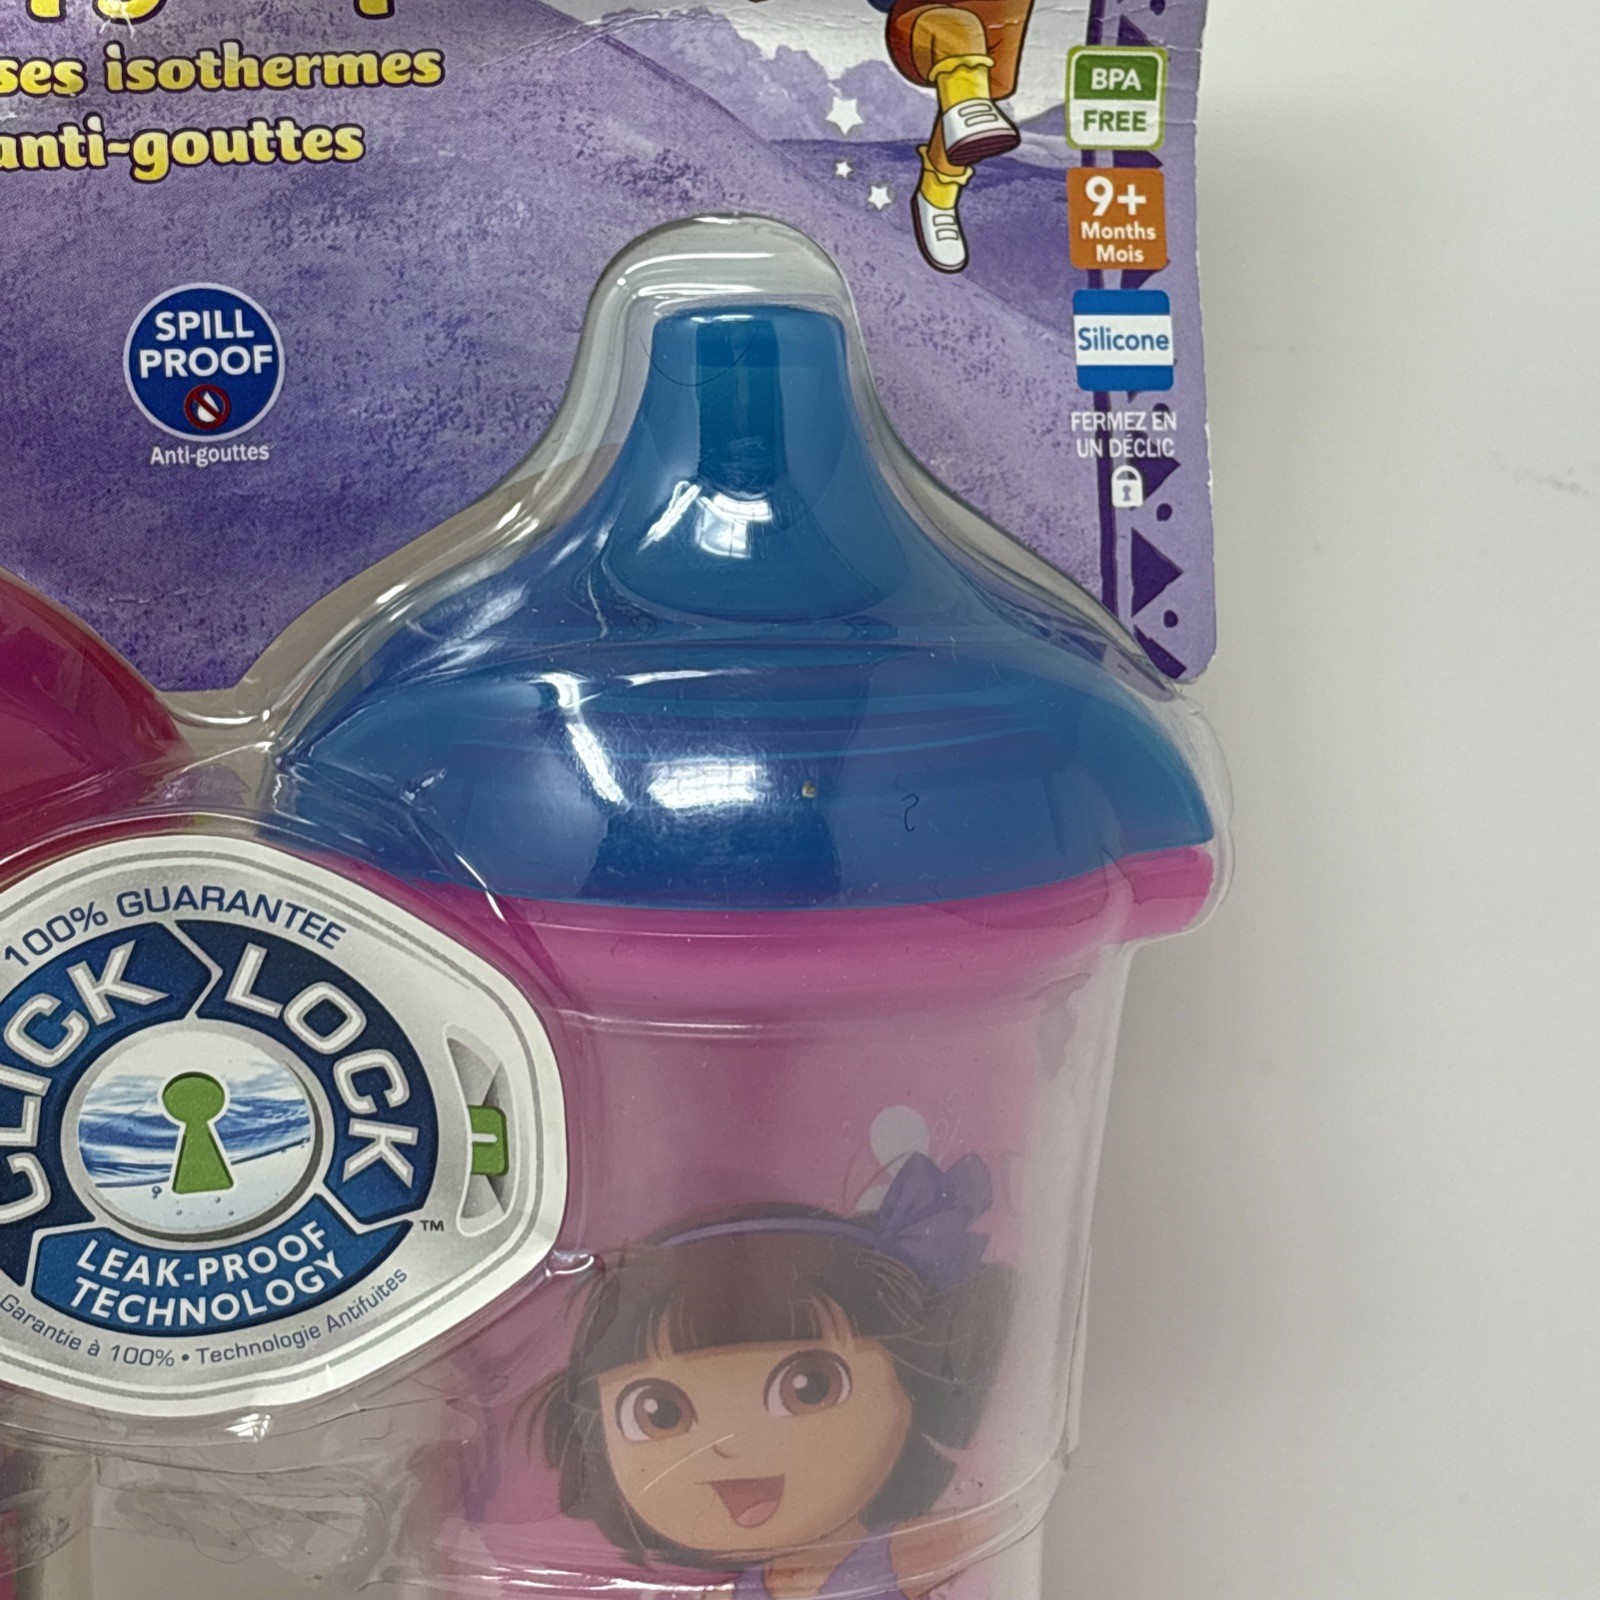 isothermes
anti-gouttes
BPA
FREE
9+
Months
Mois
Silicone
FERMEZ EN
UN DÉCLIC
SPILL
PROOF
Anti-gouttes
100% GUARANTEE
CLICK LOCK
™
LEAK-PROOF
TECHNOLOGY
Garantie à 100% • Technologie Antifuites